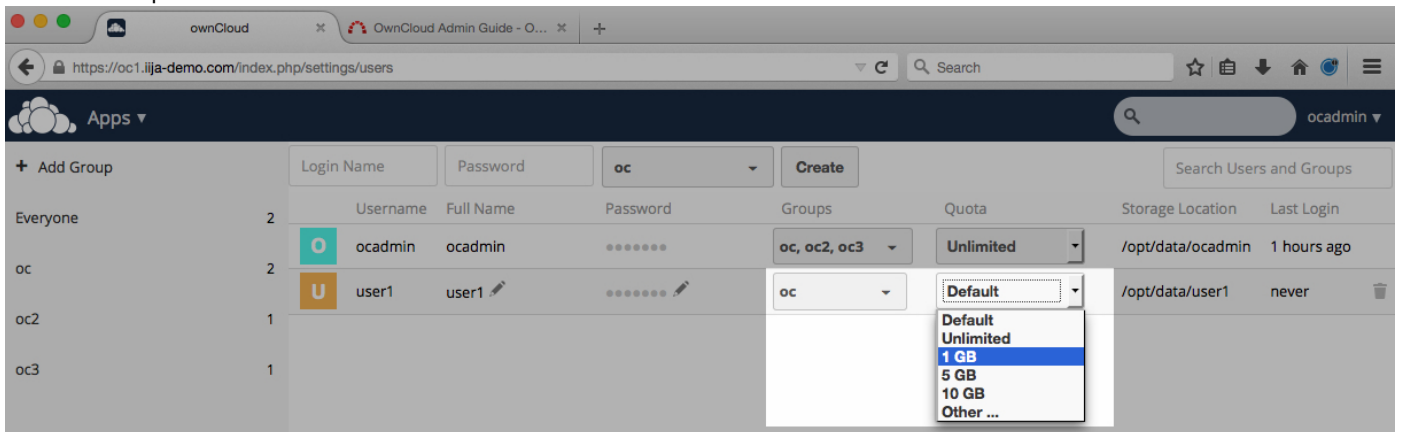 ownCloud
OwnCloud Admin Guide - O...
https://oc1.iija-demo.com/index.php/settings/users
Search
Apps
ocadmin
+ Add Group
Login Name
Password
oc
Create
Search Users and Groups
Username Full Name Password Groups Quota Storage Location Last Login
Everyone 2
O ocadmin ocadmin oc, oc2, oc3 Unlimited /opt/data/ocadmin 1 hours ago
oc 2
U user1 user1 oc Default /opt/data/user1 never
oc2 1
oc3 1
Default
Unlimited
1 GB
5 GB
10 GB
Other ...